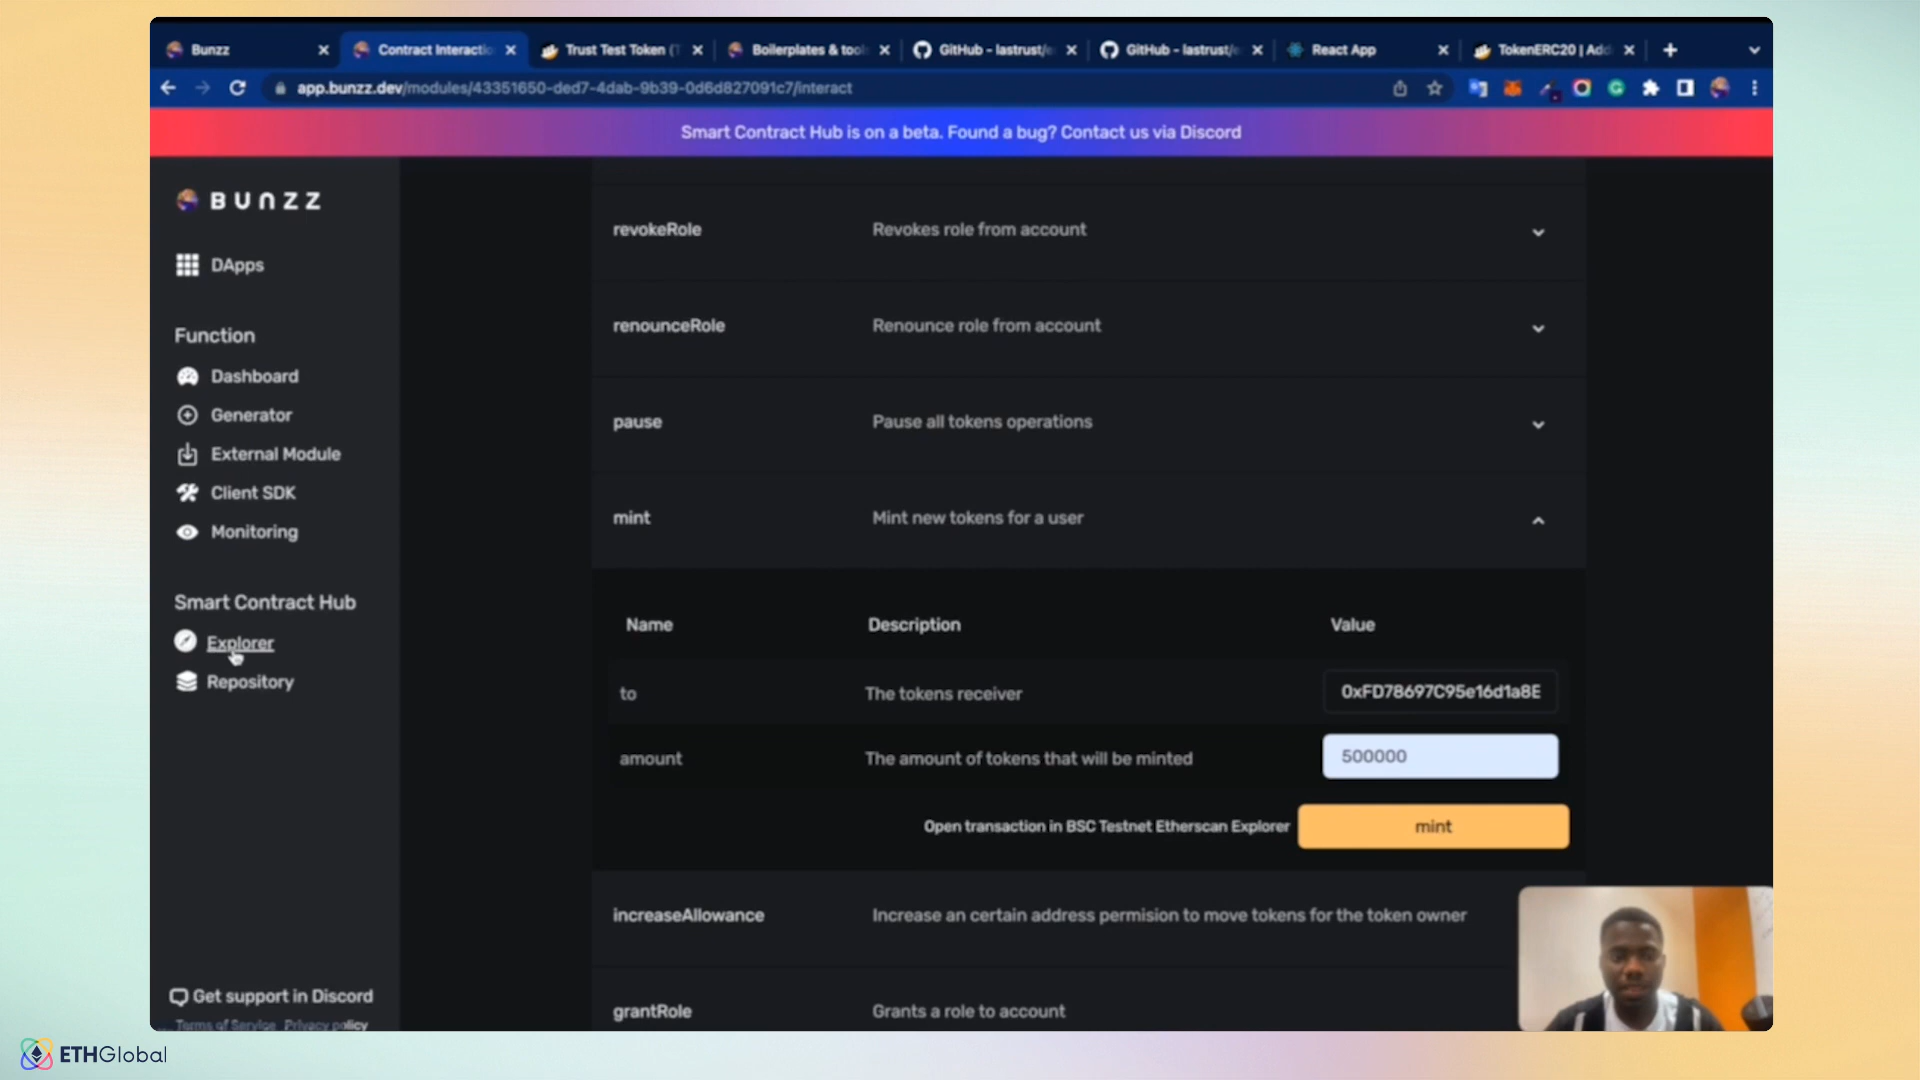 Bunzz
Contract Interactio
Trust Test Token (T
Boilerplates & tool
GitHub - lastrust/e
GitHub - lastrust/e
React App
TokenERC20 | Add
app.bunzz.dev/modules/43351650-ded7-4dab-9b39-0d6d827091c7/interact
Smart Contract Hub is on a beta. Found a bug? Contact us via Discord
BUNZZ
DApps
Function
Dashboard
Generator
External Module
Client SDK
Monitoring
Smart Contract Hub
Explorer
Repository
Get support in Discord
Terms of Service Privacy policy
revokeRole Revokes role from account
renounceRole Renounce role from account
pause Pause all tokens operations
mint Mint new tokens for a user
Name Description Value
to The tokens receiver 0xFD78697C95e16d1a8E
amount The amount of tokens that will be minted 500000
Open transaction in BSC Testnet Etherscan Explorer mint
increaseAllowance Increase an certain address permision to move tokens for the token owner
grantRole Grants a role to account
ETHGlobal